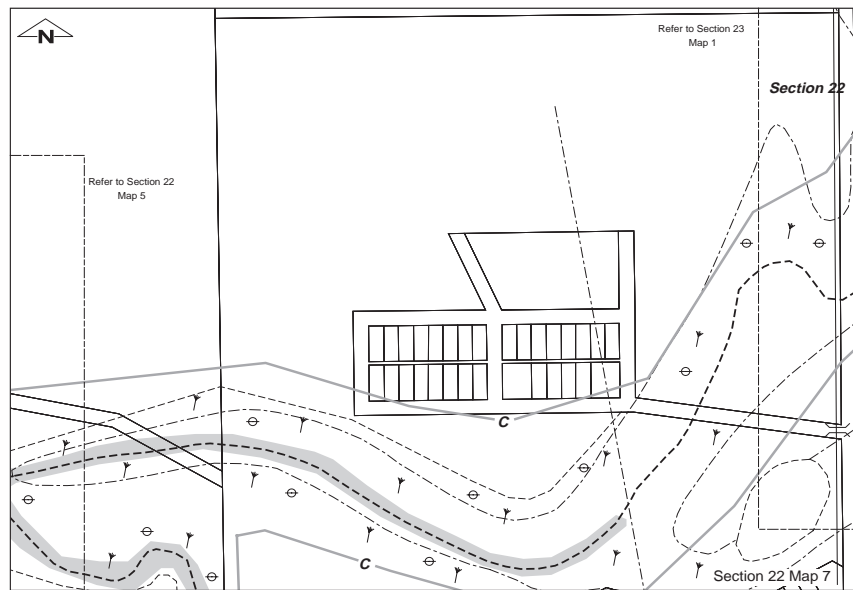 N
Refer to Section 23
Map 1
Section 22
Refer to Section 22
Map 5
C
C
Section 22 Map 7